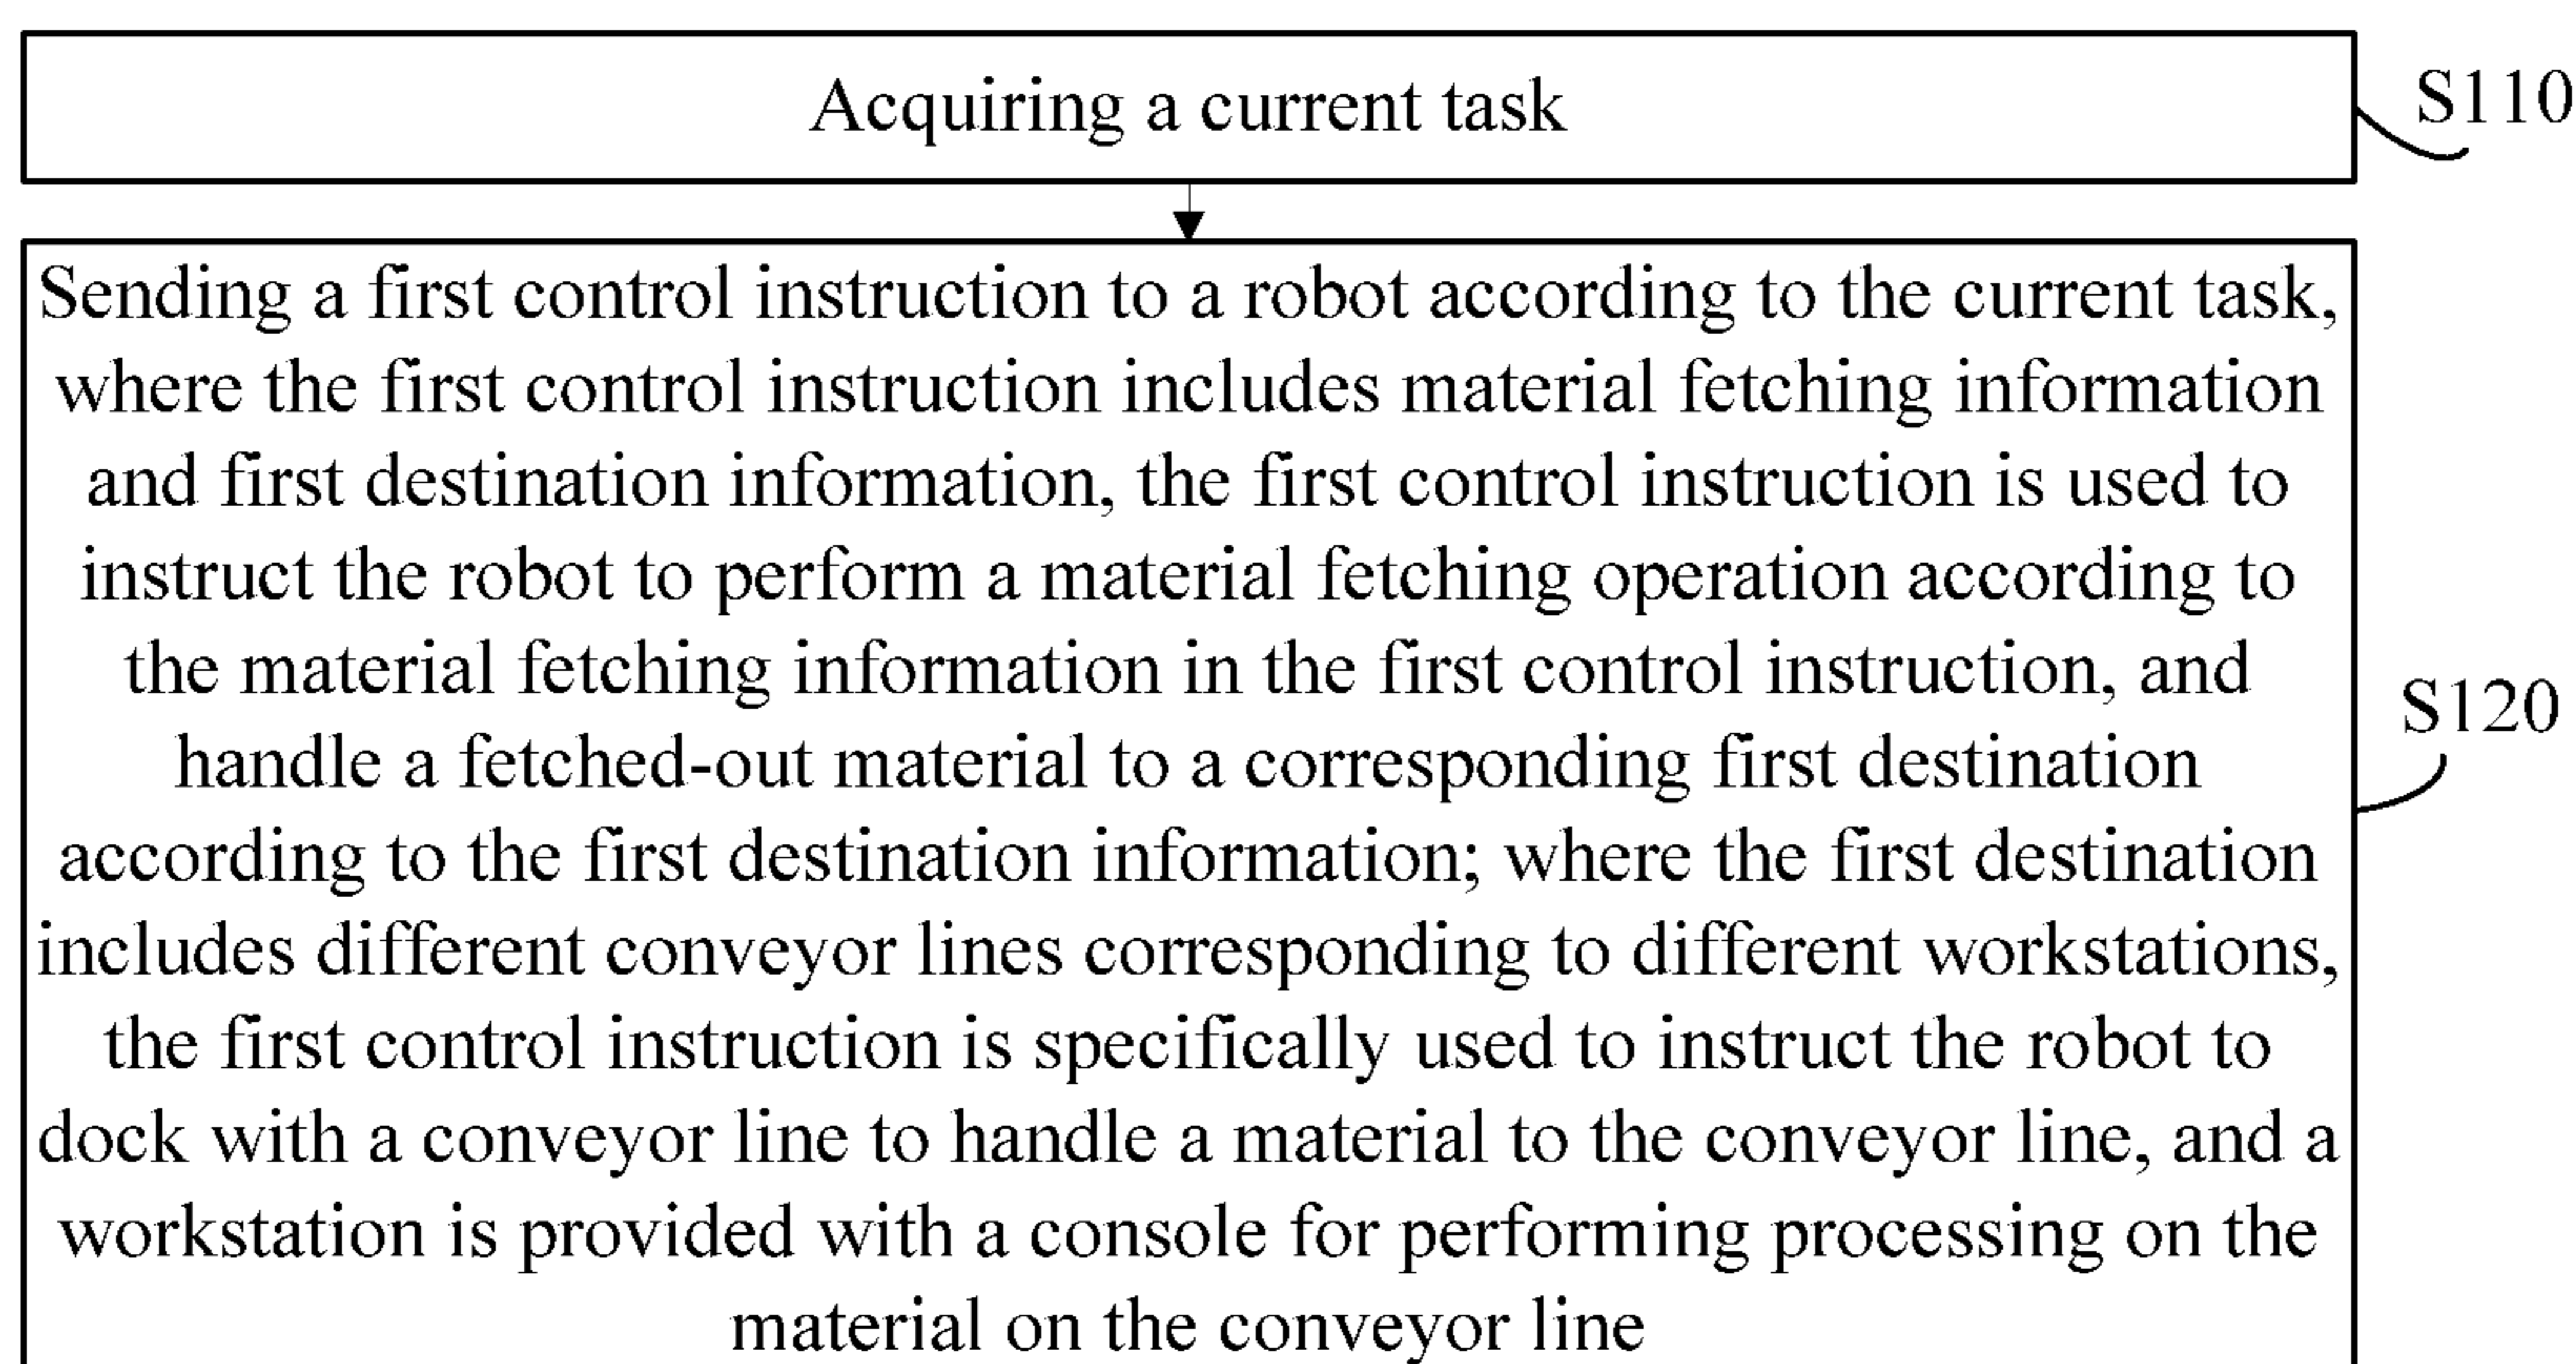 Acquiring a current task
S110
Sending a first control instruction to a robot according to the current task,
where the first control instruction includes material fetching information
and first destination information, the first control instruction is used to
instruct the robot to perform a material fetching operation according to
the material fetching information in the first control instruction, and
handle a fetched-out material to a corresponding first destination
according to the first destination information; where the first destination
includes different conveyor lines corresponding to different workstations,
the first control instruction is specifically used to instruct the robot to
dock with a conveyor line to handle a material to the conveyor line, and a
workstation is provided with a console for performing processing on the
material on the conveyor line
S120